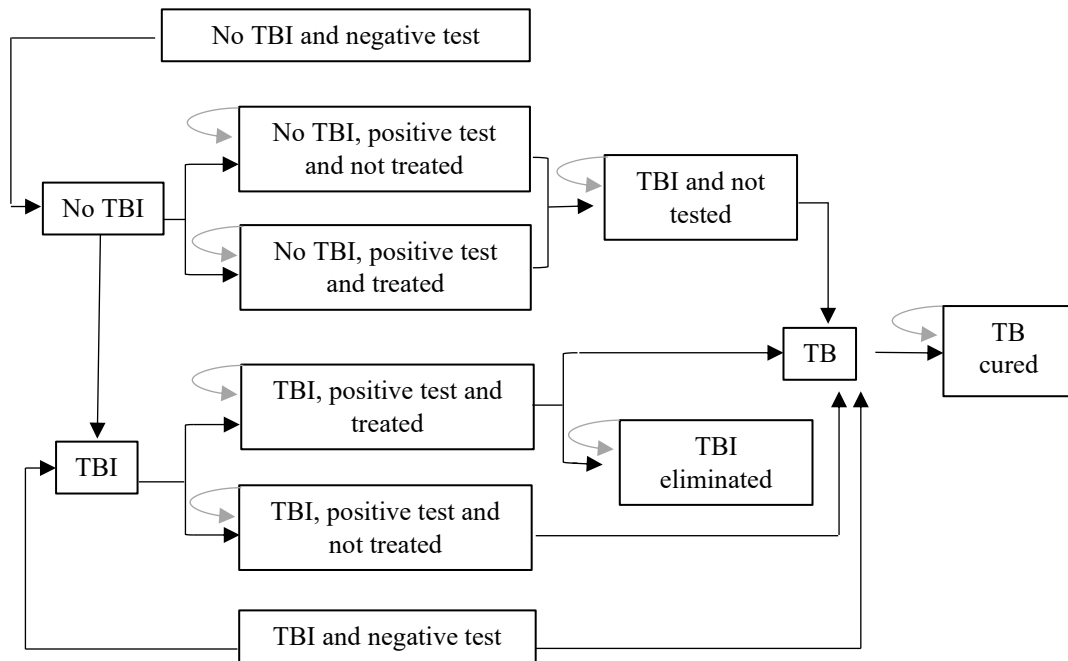 No TBI and negative test
No TBI, positive test
and not treated
TBI and not
tested
No TBI
No TBI, positive test
and treated
TB
TB
cured
TBI, positive test and
treated
TBI
TBI
eliminated
TBI, positive test and
not treated
TBI and negative test